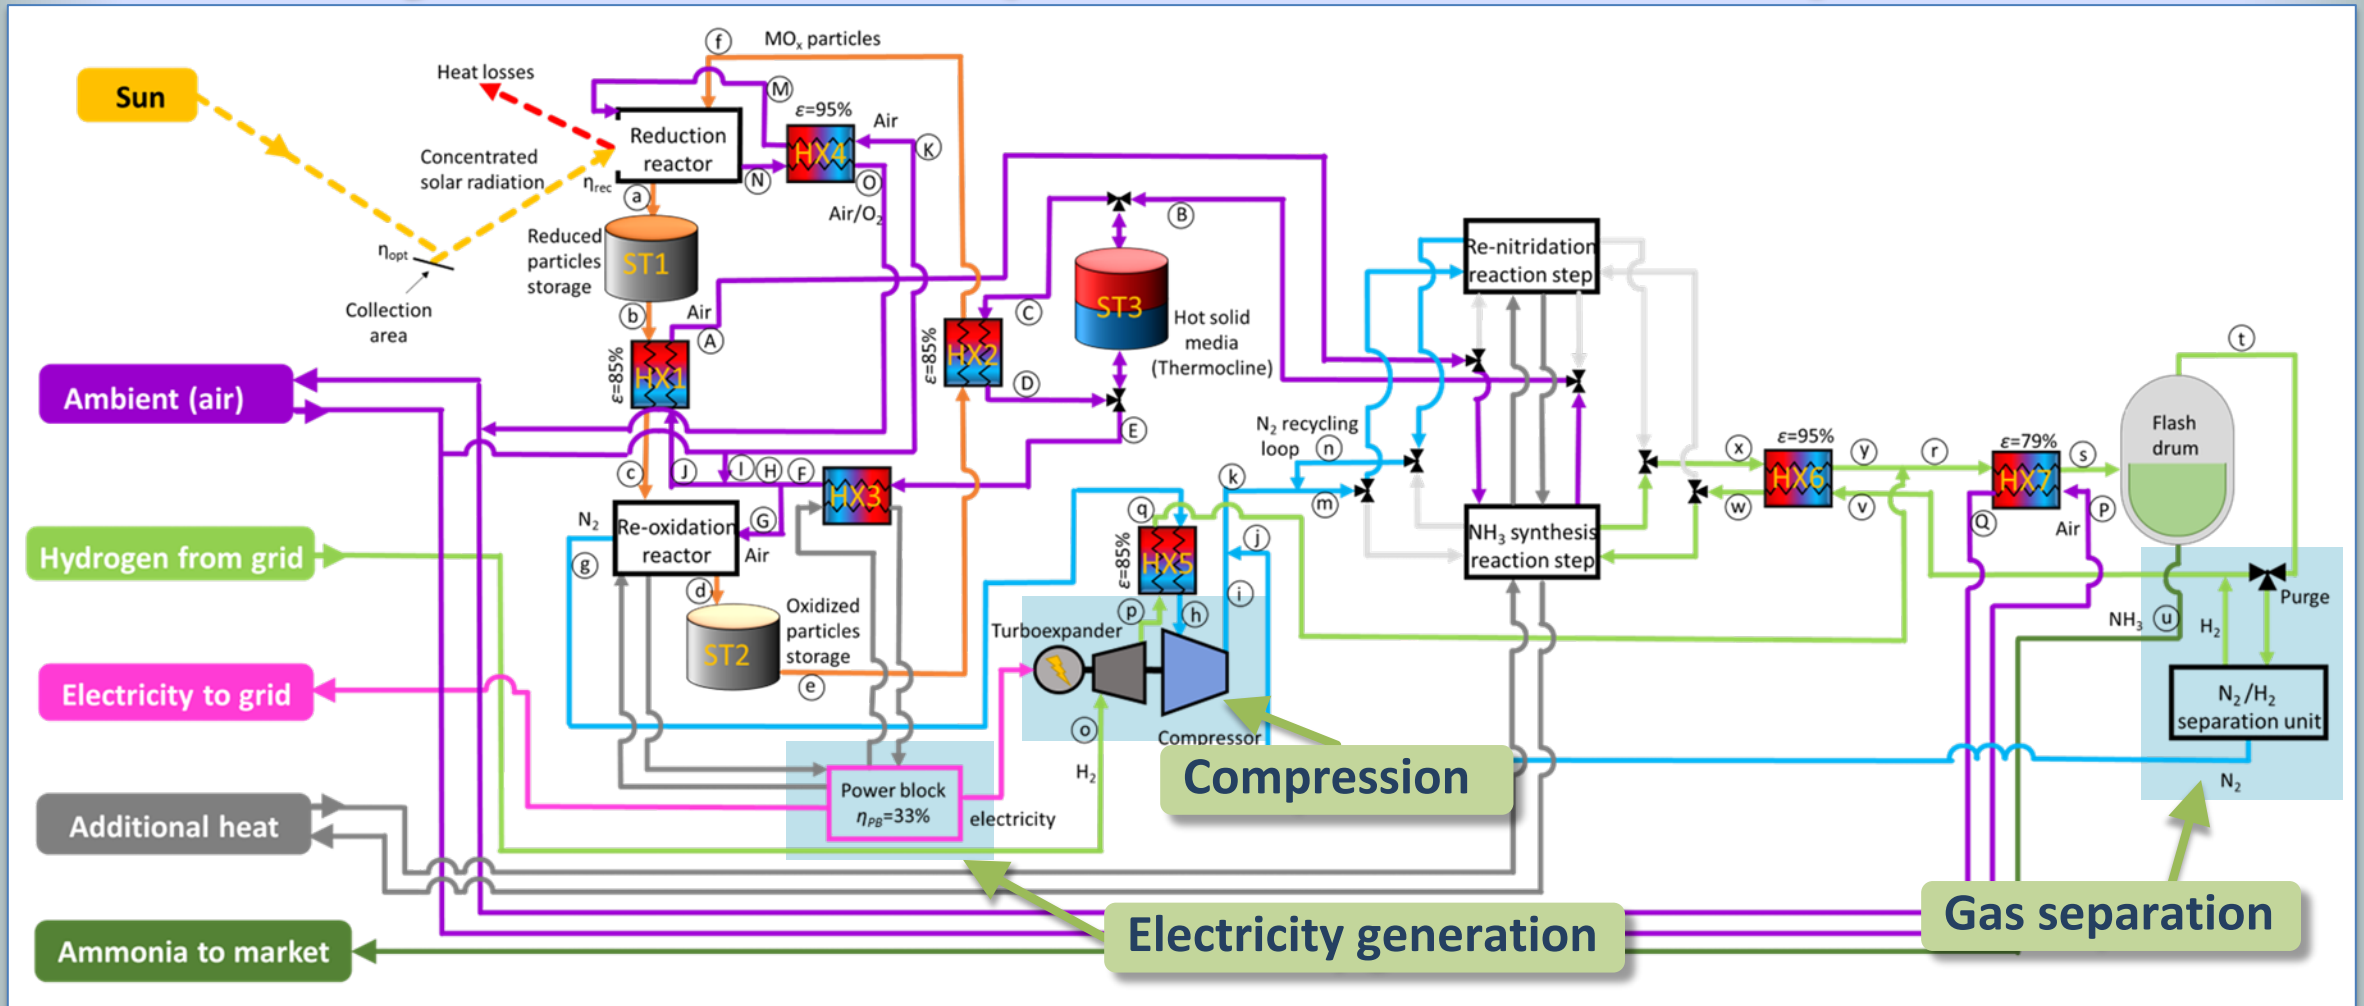 Sun
Heat losses
Concentrated
solar radiation
ηopt
Collection
area
ηrec
f
MOx particles
M
ε=95%
Air
K
Reduction
reactor
HX4
N
O
Air/O2
a
Reduced
particles
storage
ST1
b
Air
A
ε=85%
HX1
c
J
I
H
F
HX3
N2
g
Re-oxidation
reactor
G
Air
d
Oxidized
particles
storage
ST2
e
B
C
ε=85%
HX2
D
E
ST3
Hot solid
media
(Thermocline)
Re-nitridation
reaction step
N2 recycling
loop
n
k
m
q
j
ε=85%
HX5
i
p
h
Turboexpander
o
H2
Compressor
NH3 synthesis
reaction step
x
ε=95%
HX6
y
w
v
r
ε=79%
HX7
s
Q
P
Air
t
Flash
drum
Purge
NH3
u
H2
N2/H2
separation unit
N2
Power block
ηPB=33%
electricity
Ambient (air)
Hydrogen from grid
Electricity to grid
Additional heat
Ammonia to market
Compression
Electricity generation
Gas separation